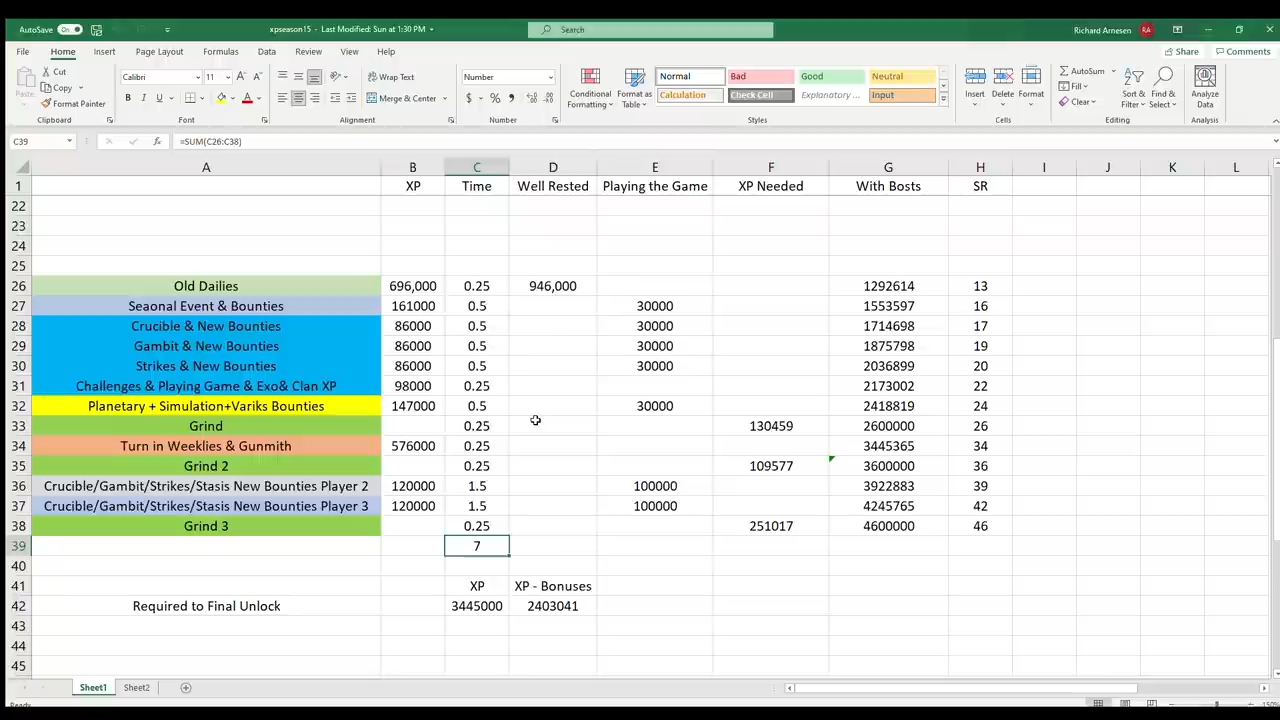 AutoSave On xpseason15 - Last Modified: Sun at 1:30 PM Search Richard Arnesen RA
File Home Insert Page Layout Formulas Data Review View Help Share Comments
Cut Calibri 11 Wrap Text Number Normal Bad Good Neutral AutoSum
Paste Copy Conditional Formatting Format as Table Insert Delete Format Fill Sort & Filter Find & Select Analyze Data
Format Painter B I U Merge & Center $ % Calculation Check Cell Explanatory ... Input Clear
Clipboard Font Alignment Number Styles Cells Editing Analysis
C39 fx =SUM(C26:C38)
A B C D E F G H I J K L
1 XP Time Well Rested Playing the Game XP Needed With Bosts SR
22
23
24
25
26 Old Dailies 696,000 0.25 946,000 1292614 13
27 Seaonal Event & Bounties 161000 0.5 30000 1553597 16
28 Crucible & New Bounties 86000 0.5 30000 1714698 17
29 Gambit & New Bounties 86000 0.5 30000 1875798 19
30 Strikes & New Bounties 86000 0.5 30000 2036899 20
31 Challenges & Playing Game & Exo& Clan XP 98000 0.25 2173002 22
32 Planetary + Simulation+Variks Bounties 147000 0.5 30000 2418819 24
33 Grind 0.25 130459 2600000 26
34 Turn in Weeklies & Gunmith 576000 0.25 3445365 34
35 Grind 2 0.25 109577 3600000 36
36 Crucible/Gambit/Strikes/Stasis New Bounties Player 2 120000 1.5 100000 3922883 39
37 Crucible/Gambit/Strikes/Stasis New Bounties Player 3 120000 1.5 100000 4245765 42
38 Grind 3 0.25 251017 4600000 46
39 7
40
41 XP XP - Bonuses
42 Required to Final Unlock 3445000 2403041
43
44
45
Sheet1 Sheet2
150%